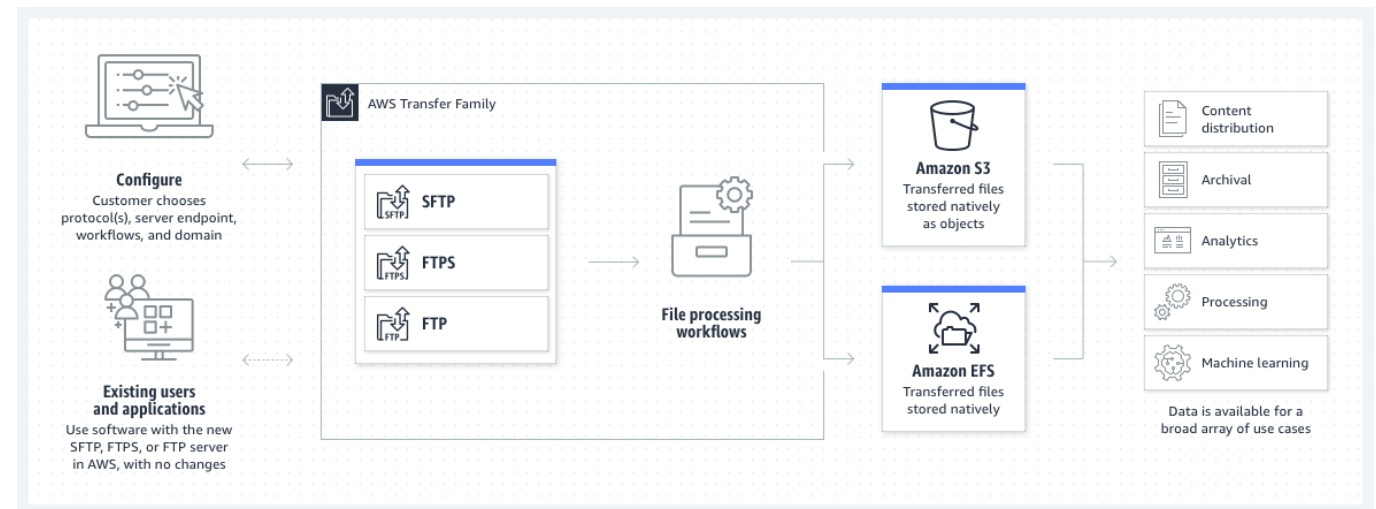 Configure
Customer chooses
protocol(s), server endpoint,
workflows, and domain
Existing users
and applications
Use software with the new
SFTP, FTPS, or FTP server
in AWS, with no changes
AWS Transfer Family
SFTP
SFTP
FTPS
FTPS
FTP
FTP
File processing
workflows
Amazon S3
Transferred files
stored natively
as objects
Amazon EFS
Transferred files
stored natively
Content
distribution
Archival
Analytics
Processing
Machine learning
Data is available for a
broad array of use cases